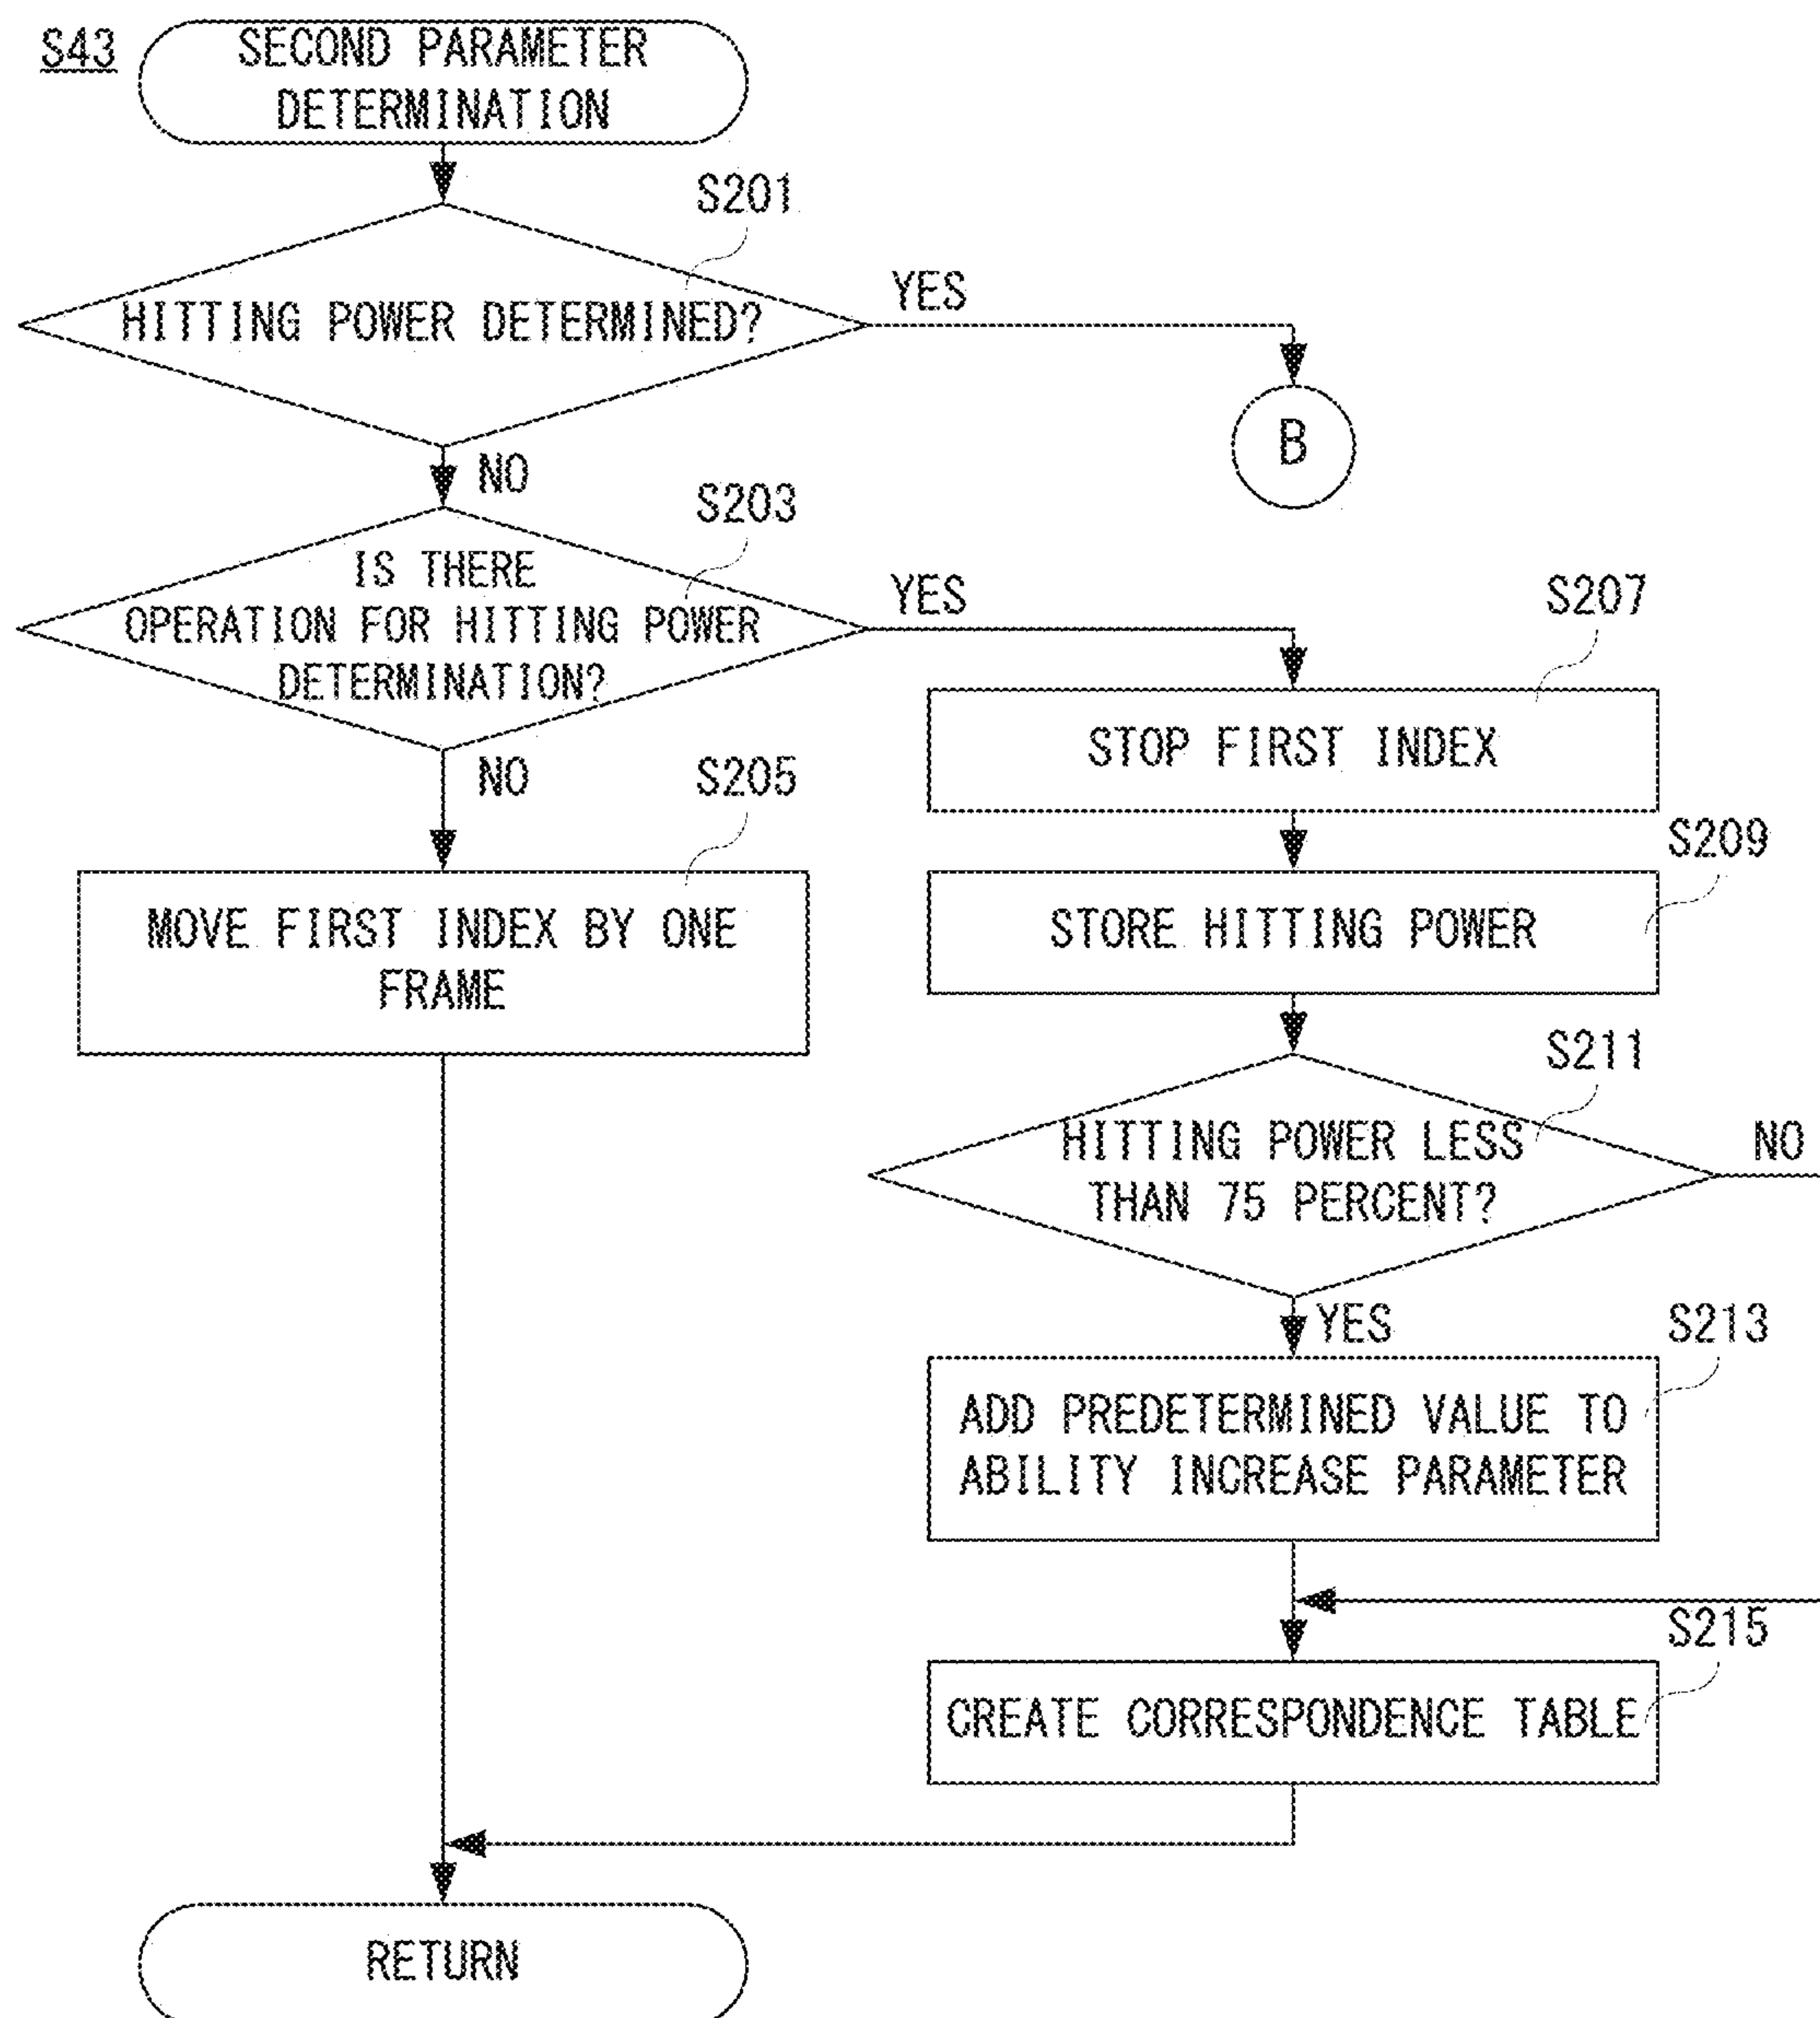 S43
SECOND PARAMETER
DETERMINATION
S201
HITTING POWER DETERMINED?
YES
B
NO
S203
IS THERE
OPERATION FOR HITTING POWER
DETERMINATION?
YES
S207
STOP FIRST INDEX
NO
S205
MOVE FIRST INDEX BY ONE
FRAME
S209
STORE HITTING POWER
S211
HITTING POWER LESS
THAN 75 PERCENT?
NO
YES
S213
ADD PREDETERMINED VALUE TO
ABILITY INCREASE PARAMETER
S215
CREATE CORRESPONDENCE TABLE
RETURN